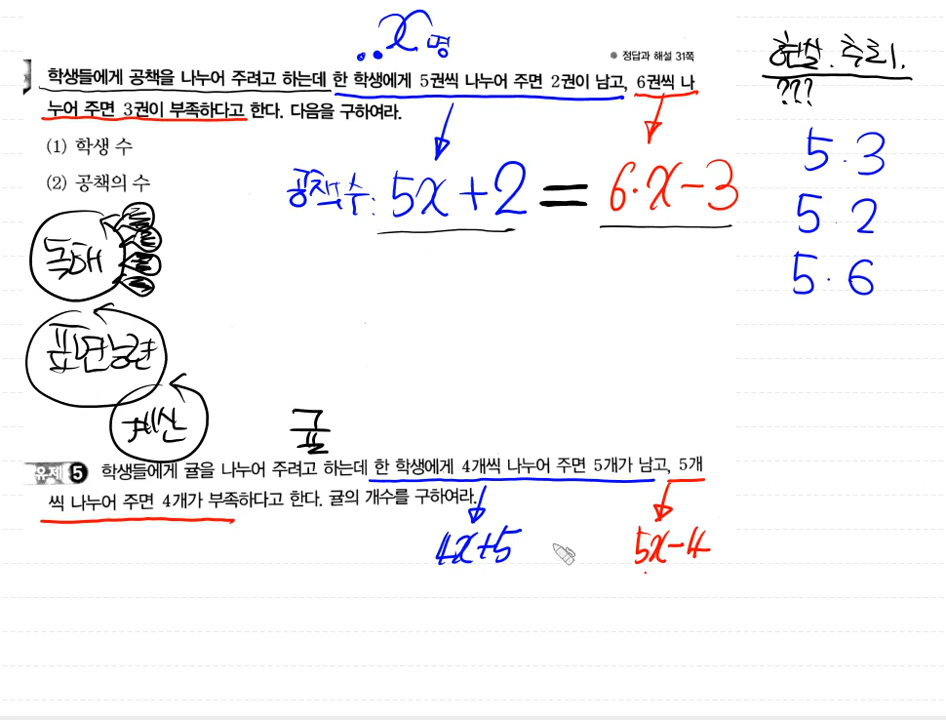 x명
● 정답과 해설 31쪽
학생들에게 공책을 나누어 주려고 하는데 한 학생에게 5권씩 나누어 주면 2권이 남고, 6권씩 나
누어 주면 3권이 부족하다고 한다. 다음을 구하여라.
(1) 학생 수
(2) 공책의 수
공책수: 5x+2 = 6·x-3
추리.
???
5·3
5·2
5·6
독해
표면능력
계산
귤
유제 5 학생들에게 귤을 나누어 주려고 하는데 한 학생에게 4개씩 나누어 주면 5개가 남고, 5개
씩 나누어 주면 4개가 부족하다고 한다. 귤의 개수를 구하여라.
4x+5 5x-4